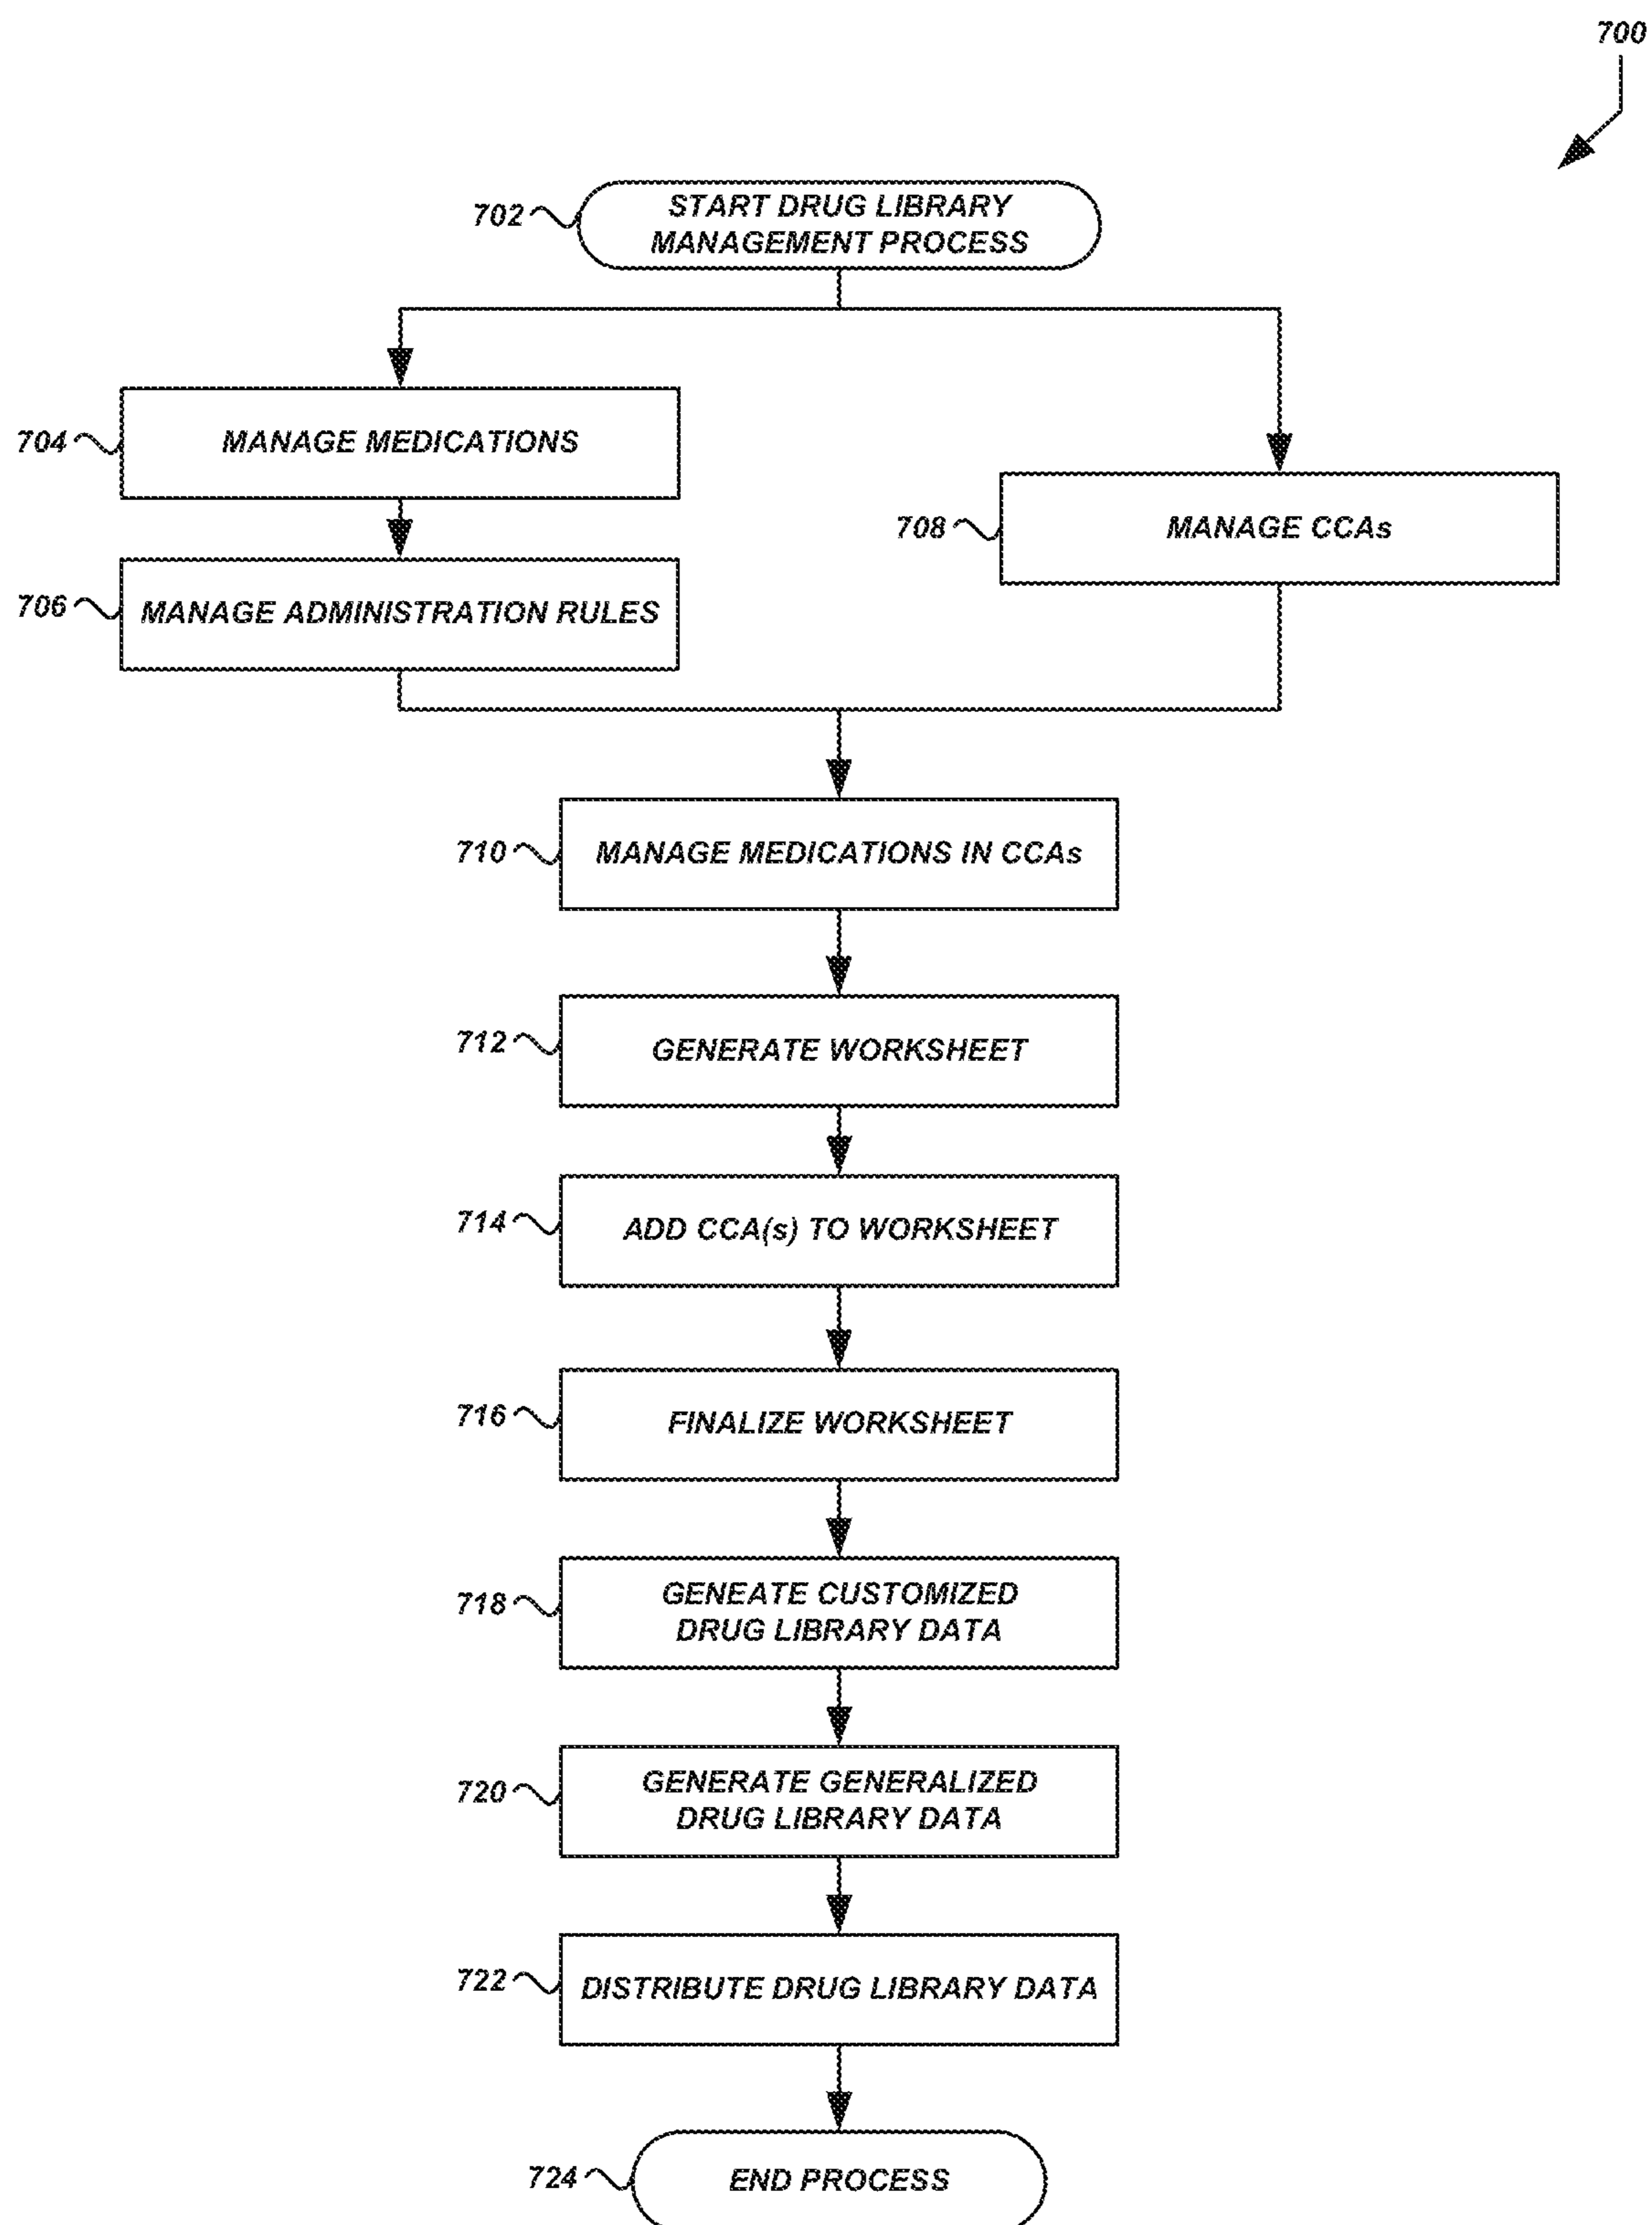 700
702
START DRUG LIBRARY
MANAGEMENT PROCESS
704
MANAGE MEDICATIONS
708
MANAGE CCAs
706
MANAGE ADMINISTRATION RULES
710
MANAGE MEDICATIONS IN CCAs
712
GENERATE WORKSHEET
714
ADD CCA(s) TO WORKSHEET
716
FINALIZE WORKSHEET
718
GENEATE CUSTOMIZED
DRUG LIBRARY DATA
720
GENERATE GENERALIZED
DRUG LIBRARY DATA
722
DISTRIBUTE DRUG LIBRARY DATA
724
END PROCESS